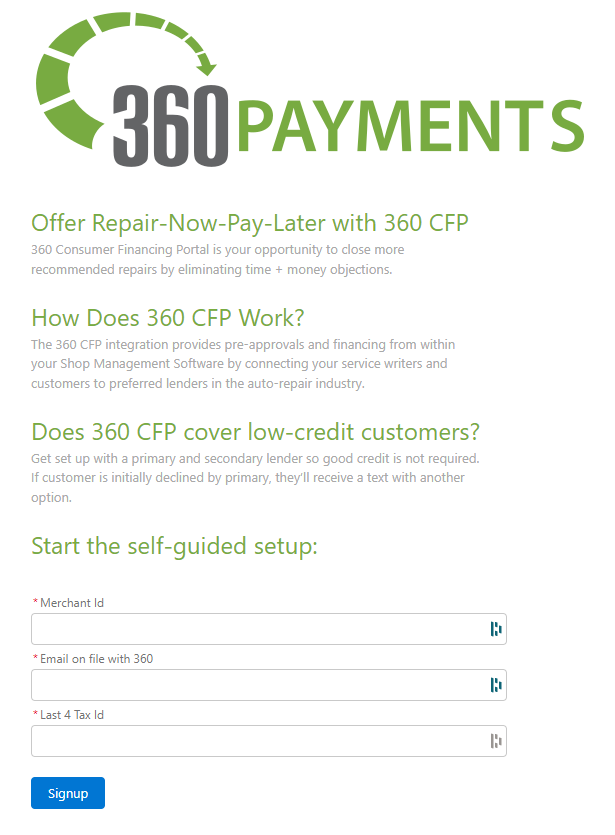 360PAYMENTS
Offer Repair-Now-Pay-Later with 360 CFP
360 Consumer Financing Portal is your opportunity to close more
recommended repairs by eliminating time + money objections.
How Does 360 CFP Work?
The 360 CFP integration provides pre-approvals and financing from within
your Shop Management Software by connecting your service writers and
customers to preferred lenders in the auto-repair industry.
Does 360 CFP cover low-credit customers?
Get set up with a primary and secondary lender so good credit is not required.
If customer is initially declined by primary, they'll receive a text with another
option.
Start the self-guided setup:
* Merchant Id
* Email on file with 360
* Last 4 Tax Id
Signup